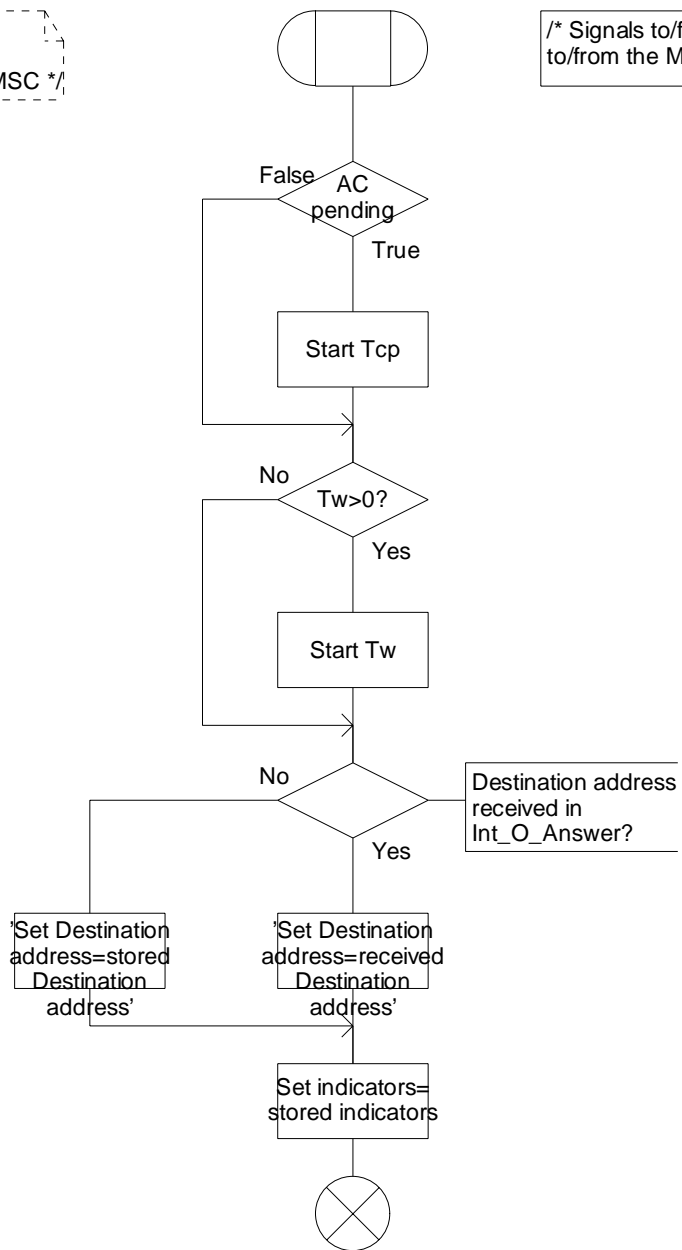 MSC */
/* Signals to/f
to/from the M
False
AC
pending
True
Start Tcp
No
Tw>0?
Yes
Start Tw
No
Destination address
received in
Int_O_Answer?
Yes
'Set Destination
address=stored
Destination
address'
'Set Destination
address=received
Destination
address'
Set indicators=
stored indicators